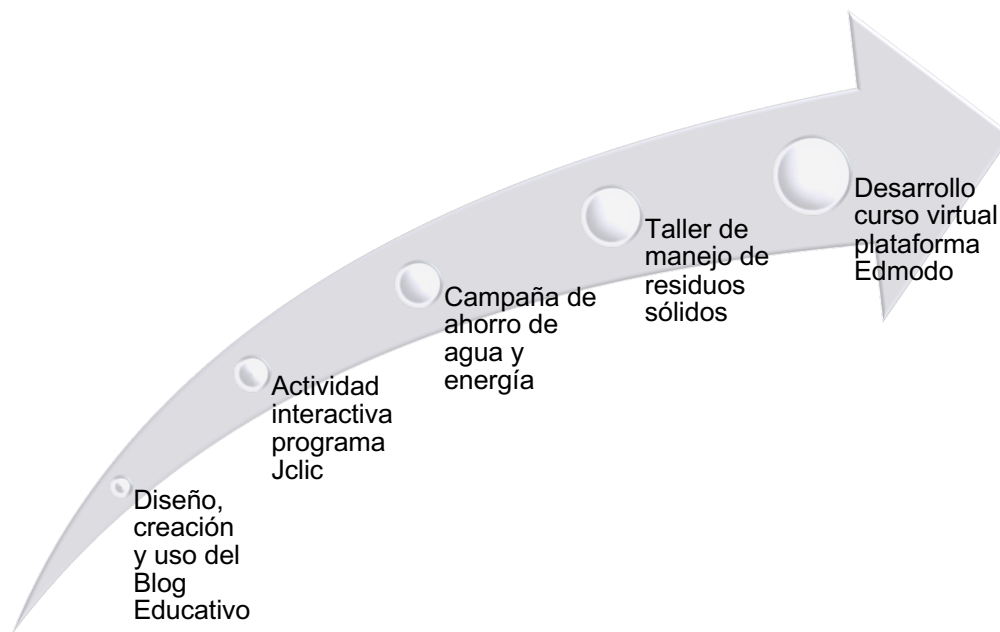 Diseño,
creación
y uso del
Blog
Educativo
Actividad
interactiva
programa
Jclic
Campaña de
ahorro de
agua y
energía
Taller de
manejo de
residuos
sólidos
Desarrollo
curso virtual
plataforma
Edmodo